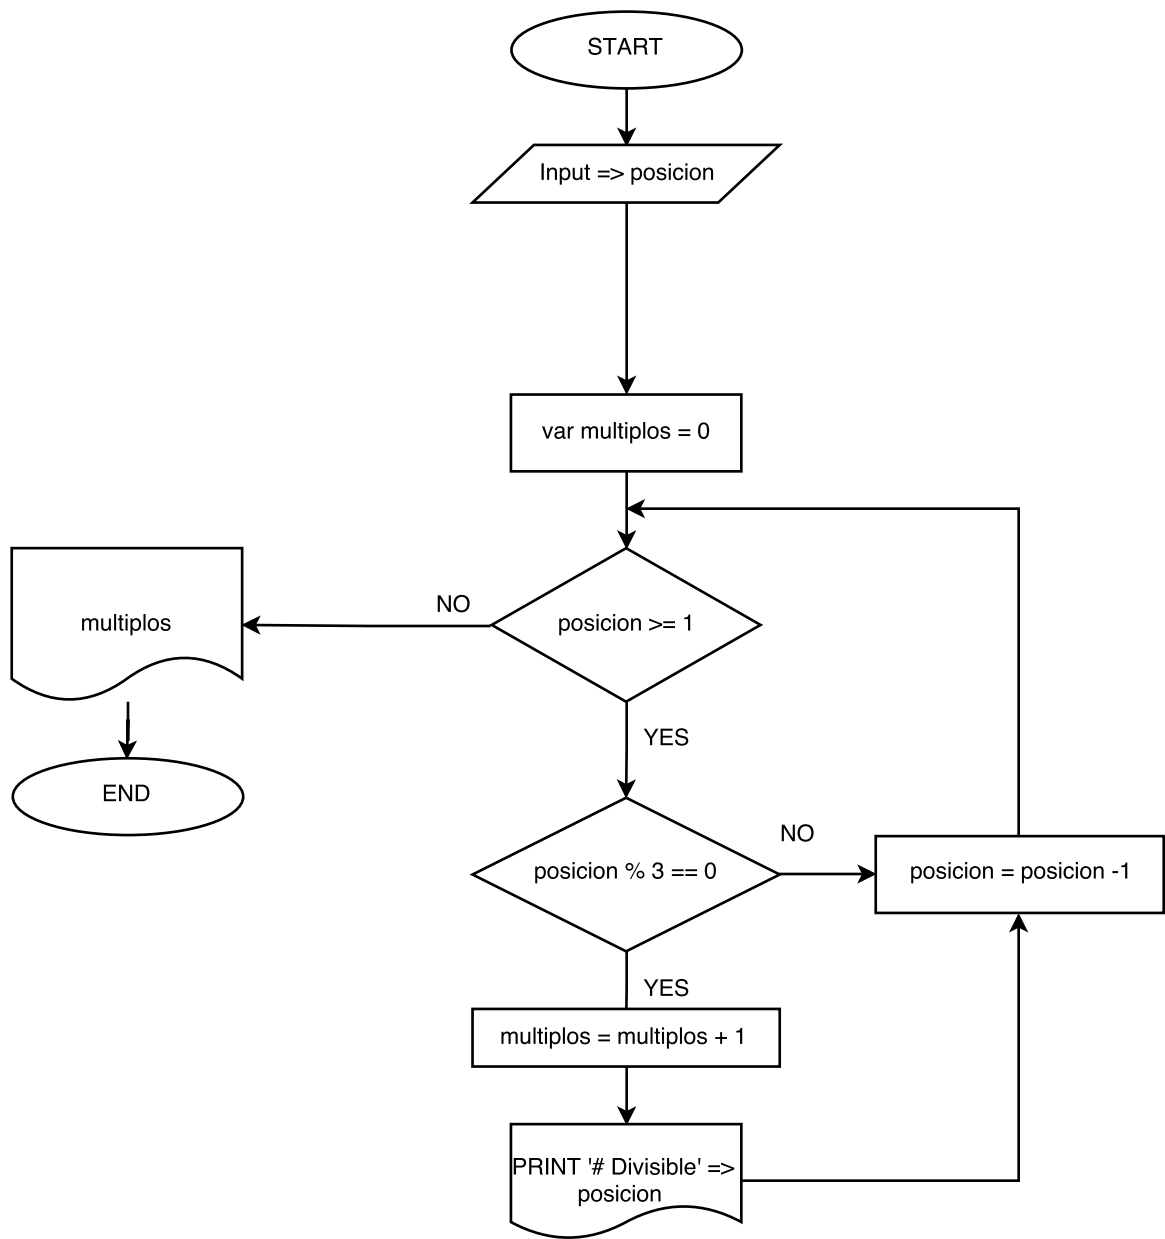 START
Input => posicion
var multiplos = 0
NO
multiplos
posicion >= 1
YES
END
NO
posicion % 3 == 0
posicion = posicion -1
YES
multiplos = multiplos + 1
PRINT '# Divisible' =>
posicion